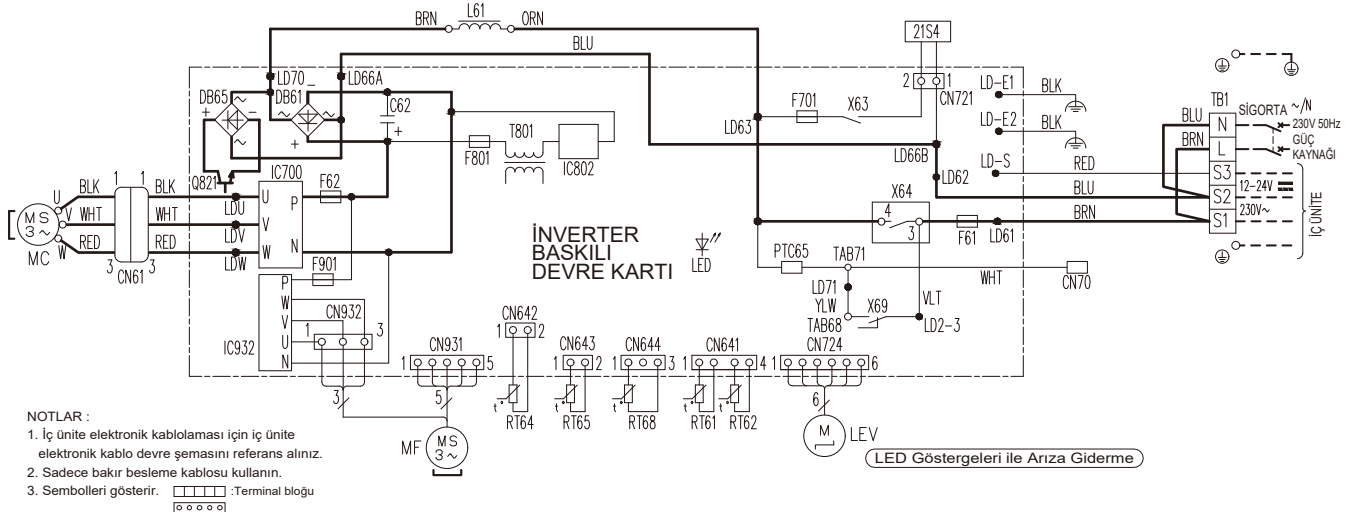 BRN L61 ORN
BLU
21S4
LD70 LD66A
2 1
CN721
LD-E1 BLK
DB65 DB61
C62
F701 X63
LD63
LD-E2 BLK
TB1
SİGORTA ~/N
230V 50Hz
GÜÇ
KAYNAĞI
BLU N
BRN L
S3
S2 12-24V
S1 230V~
İÇ ÜNİTE
T801
F801
IC802
LD66B
LD-S RED
LD62
BLU
Q821
IC700
F62
X64
4
3
F61 LD61
BRN
U BLK 1 1 BLK LDU U P
V WHT WHT LDV V
W RED 3 3 RED LDW W N
MS
3~
MC
CN61
İNVERTER
BASKILI
DEVRE KARTI
LED
F901
PTC65 TAB71
WHT
CN70
LD71
YLW
TAB68
X69
VLT
LD2-3
P
W
V
U
N
IC932
CN932
1 3
CN931
1 5
CN642
1 2
CN643
1 2
CN644
1 3
CN641
1 4
CN724
1 6
3
5
6
t° RT64
t° RT65
t° RT68
t° RT61
t° RT62
MF
MS
3~
M
LEV
LED Göstergeleri ile Arıza Giderme
NOTLAR :
1. İç ünite elektronik kablolaması için iç ünite
elektronik kablo devre şemasını referans alınız.
2. Sadece bakır besleme kablosu kullanın.
3. Sembolleri gösterir. :Terminal bloğu